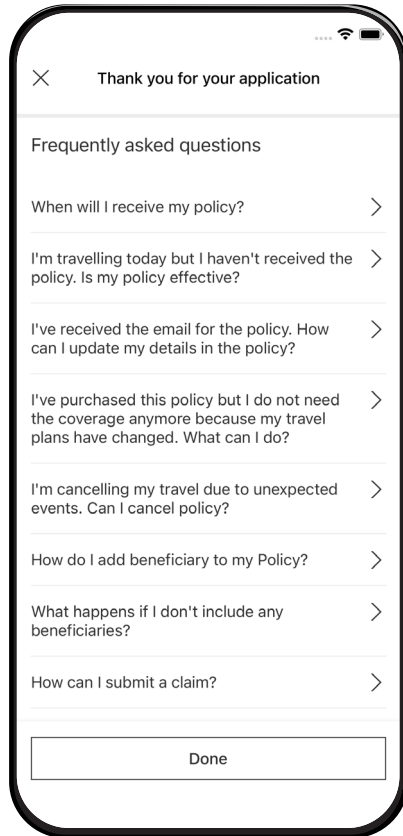 Thank you for your application
Frequently asked questions
When will I receive my policy?
I'm travelling today but I haven't received the
policy. Is my policy effective?
I've received the email for the policy. How
can I update my details in the policy?
I've purchased this policy but I do not need
the coverage anymore because my travel
plans have changed. What can I do?
I'm cancelling my travel due to unexpected
events. Can I cancel policy?
How do I add beneficiary to my Policy?
What happens if I don't include any
beneficiaries?
How can I submit a claim?
Done